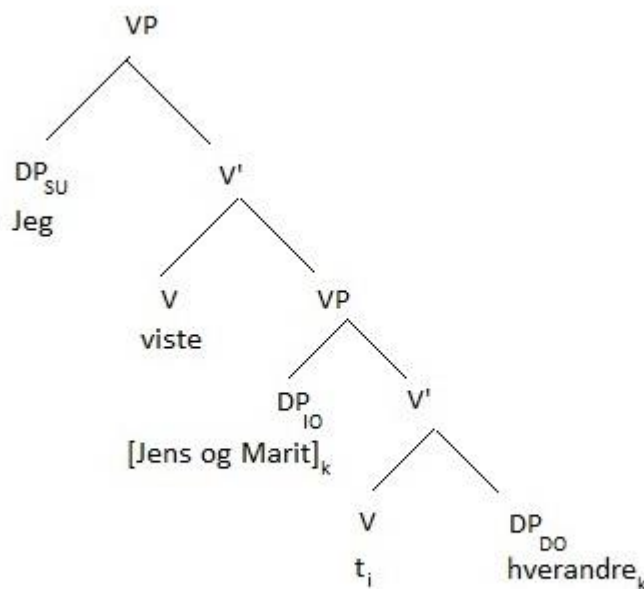 VP
DP_SU V'
Jeg
V VP
viste
DP_IO V'
[Jens og Marit]_k
V DP_DO
t_i hverandre_k